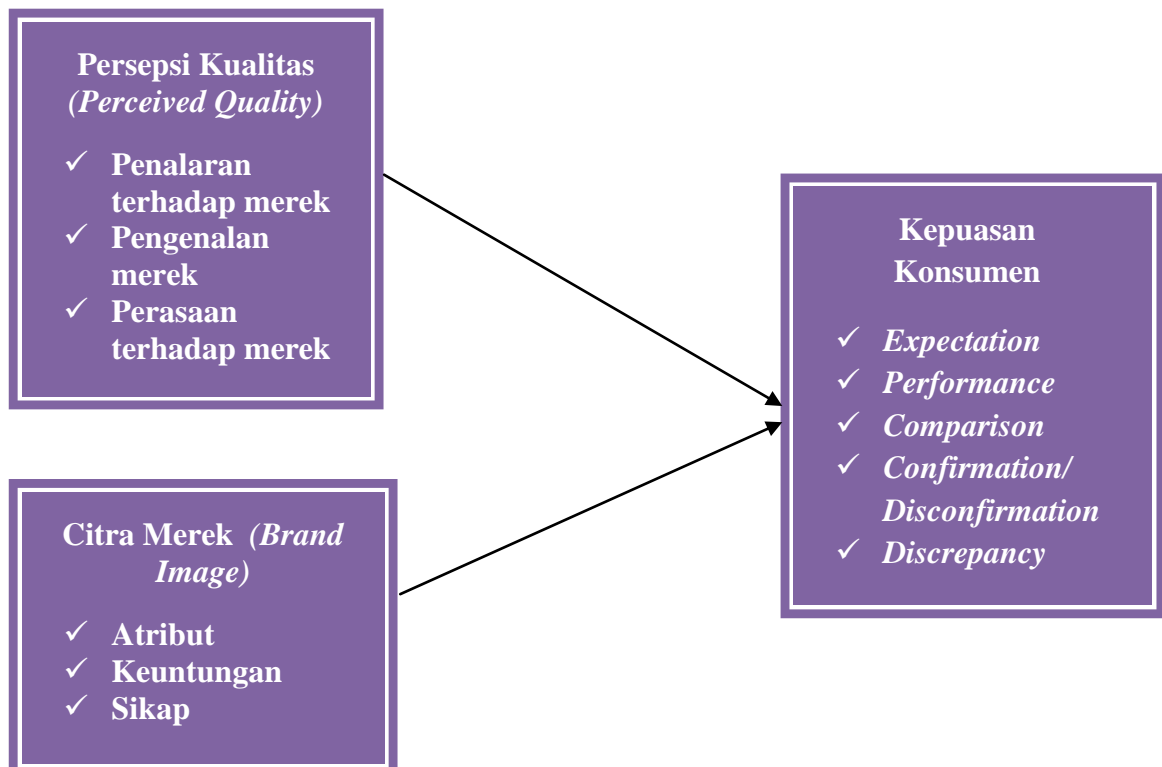 Persepsi Kualitas
(Perceived Quality)
✓ Penalaran
terhadap merek
✓ Pengenalan
merek
✓ Perasaan
terhadap merek
Citra Merek (Brand
Image)
✓ Atribut
✓ Keuntungan
✓ Sikap
Kepuasan
Konsumen
✓ Expectation
✓ Performance
✓ Comparison
✓ Confirmation/
Disconfirmation
✓ Discrepancy